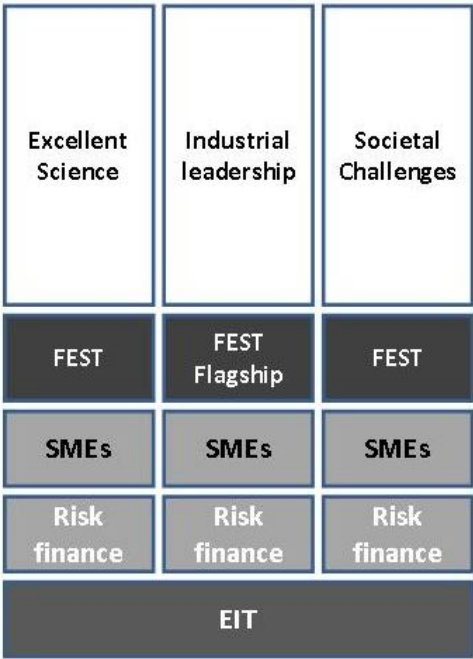 Excellent
Science
Industrial
leadership
Societal
Challenges
FEST
FEST
Flagship
FEST
SMEs
SMEs
SMEs
Risk
finance
Risk
finance
Risk
finance
EIT